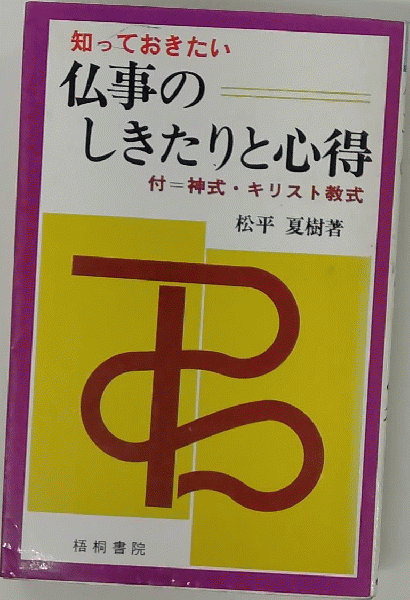 知っておきたい
仏事の
しきたりと心得
付=神式・キリスト教式
松平 夏樹著
梧桐書院